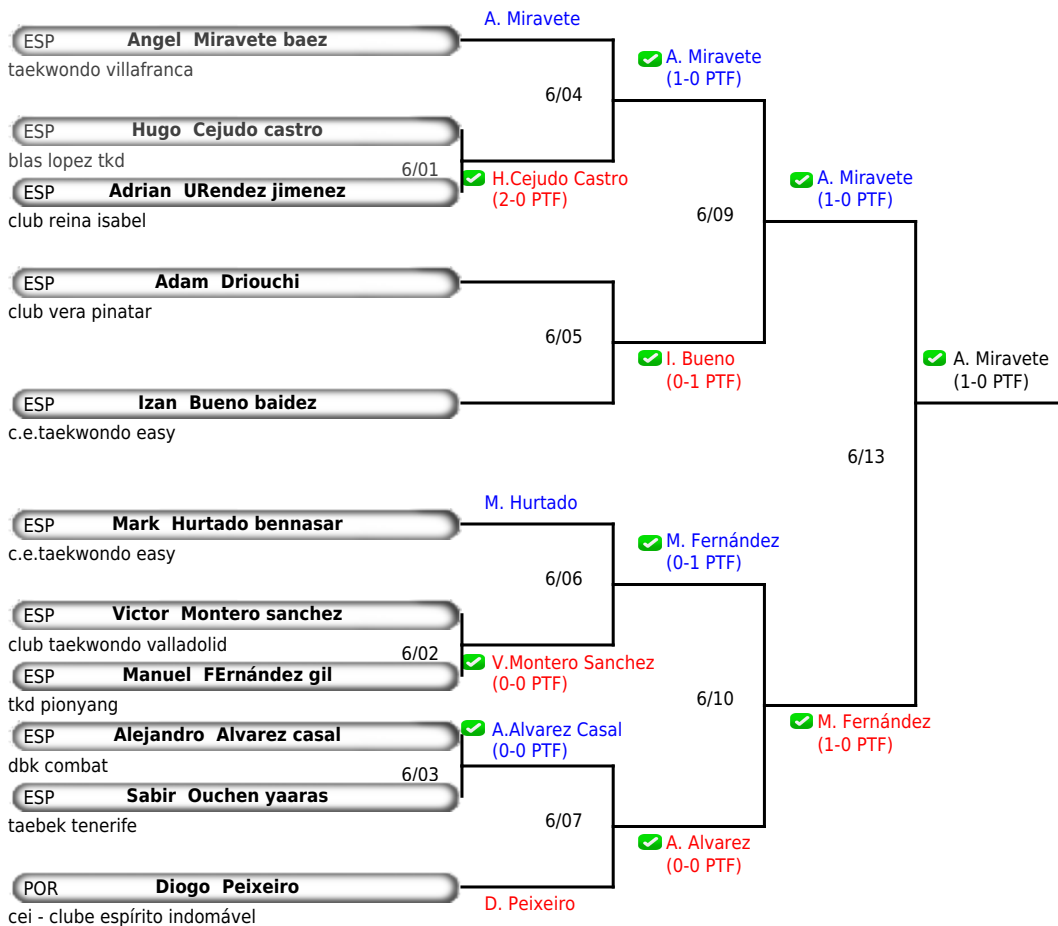 A. Miravete
ESP Angel Miravete baez
taekwondo villafranca
A. Miravete
(1-0 PTF)
6/04
ESP Hugo Cejudo castro
blas lopez tkd
6/01
H.Cejudo Castro
(2-0 PTF)
ESP Adrian URendez jimenez
club reina isabel
A. Miravete
(1-0 PTF)
6/09
ESP Adam Driouchi
club vera pinatar
6/05
I. Bueno
(0-1 PTF)
A. Miravete
(1-0 PTF)
ESP Izan Bueno baidez
c.e.taekwondo easy
6/13
M. Hurtado
ESP Mark Hurtado bennasar
c.e.taekwondo easy
M. Fernández
(0-1 PTF)
6/06
ESP Victor Montero sanchez
club taekwondo valladolid
6/02
V.Montero Sanchez
(0-0 PTF)
ESP Manuel FErnández gil
tkd pionyang
6/10
M. Fernández
(1-0 PTF)
ESP Alejandro Alvarez casal
A.Alvarez Casal
(0-0 PTF)
dbk combat
6/03
ESP Sabir Ouchen yaaras
taebek tenerife
6/07
A. Alvarez
(0-0 PTF)
POR Diogo Peixeiro
D. Peixeiro
cei - clube espírito indomável